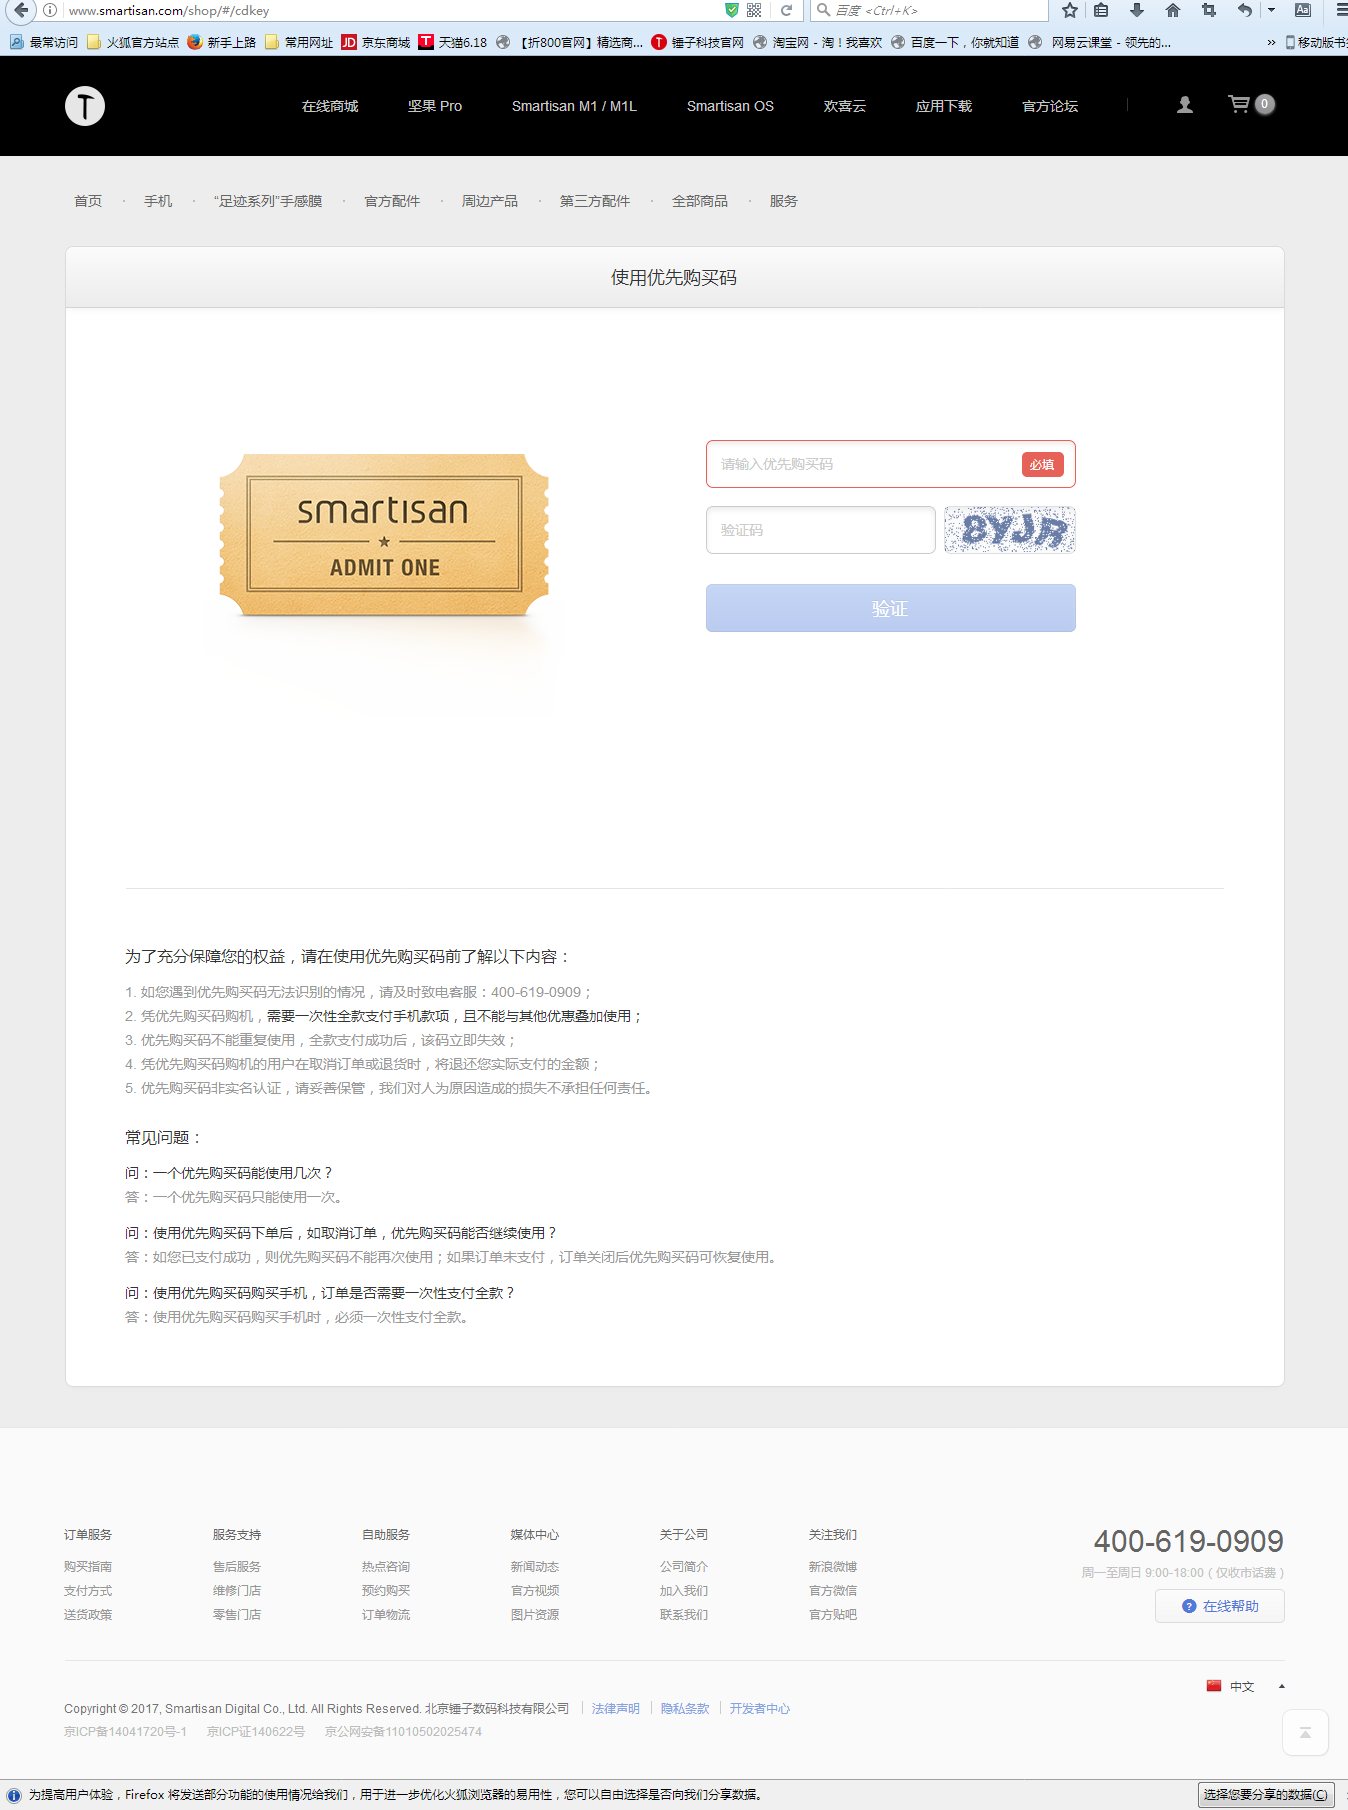 www.smartisan.com/shop/#/cdkey 百度 <Ctrl+K>
最常访问 火狐官方站点 新手上路 常用网址 JD 京东商城 T 天猫6.18 【折800官网】精选商... T 锤子科技官网 淘宝网 - 淘！我喜欢 百度一下，你就知道 网易云课堂 - 领先的... » 移动版书签
T 在线商城 坚果 Pro Smartisan M1 / M1L Smartisan OS 欢喜云 应用下载 官方论坛 0
首页 · 手机 · “足迹系列”手感膜 · 官方配件 · 周边产品 · 第三方配件 · 全部商品 · 服务
使用优先购买码
smartisan
ADMIT ONE
请输入优先购买码 必填
验证码 8YJR
验证
为了充分保障您的权益，请在使用优先购买码前了解以下内容：
1. 如您遇到优先购买码无法识别的情况，请及时致电客服：400-619-0909；
2. 凭优先购买码购机，需要一次性全款支付手机款项，且不能与其他优惠叠加使用；
3. 优先购买码不能重复使用，全款支付成功后，该码立即失效；
4. 凭优先购买码购机的用户在取消订单或退货时，将退还您实际支付的金额；
5. 优先购买码非实名认证，请妥善保管，我们对人为原因造成的损失不承担任何责任。
常见问题：
问：一个优先购买码能使用几次？
答：一个优先购买码只能使用一次。
问：使用优先购买码下单后，如取消订单，优先购买码能否继续使用？
答：如您已支付成功，则优先购买码不能再次使用；如果订单未支付，订单关闭后优先购买码可恢复使用。
问：使用优先购买码购买手机，订单是否需要一次性支付全款？
答：使用优先购买码购买手机时，必须一次性支付全款。
订单服务 服务支持 自助服务 媒体中心 关于公司 关注我们 400-619-0909
购买指南 售后服务 热点咨询 新闻动态 公司简介 新浪微博 周一至周日 9:00-18:00（仅收市话费）
支付方式 维修门店 预约购买 官方视频 加入我们 官方微信
送货政策 零售门店 订单物流 图片资源 联系我们 官方贴吧 ? 在线帮助
中文
Copyright © 2017, Smartisan Digital Co., Ltd. All Rights Reserved. 北京锤子数码科技有限公司 法律声明 隐私条款 开发者中心
京ICP备14041720号-1 京ICP证140622号 京公网安备11010502025474
为提高用户体验，Firefox 将发送部分功能的使用情况给我们，用于进一步优化火狐浏览器的易用性，您可以自由选择是否向我们分享数据。 选择您要分享的数据(C)